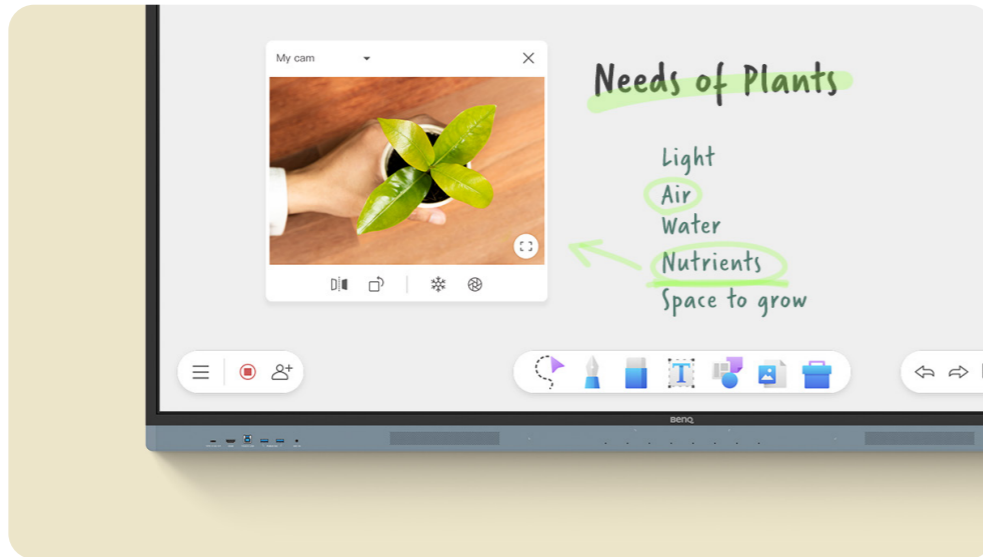 My cam
Needs of Plants
Light
Air
Water
Nutrients
Space to grow
T
BenQ